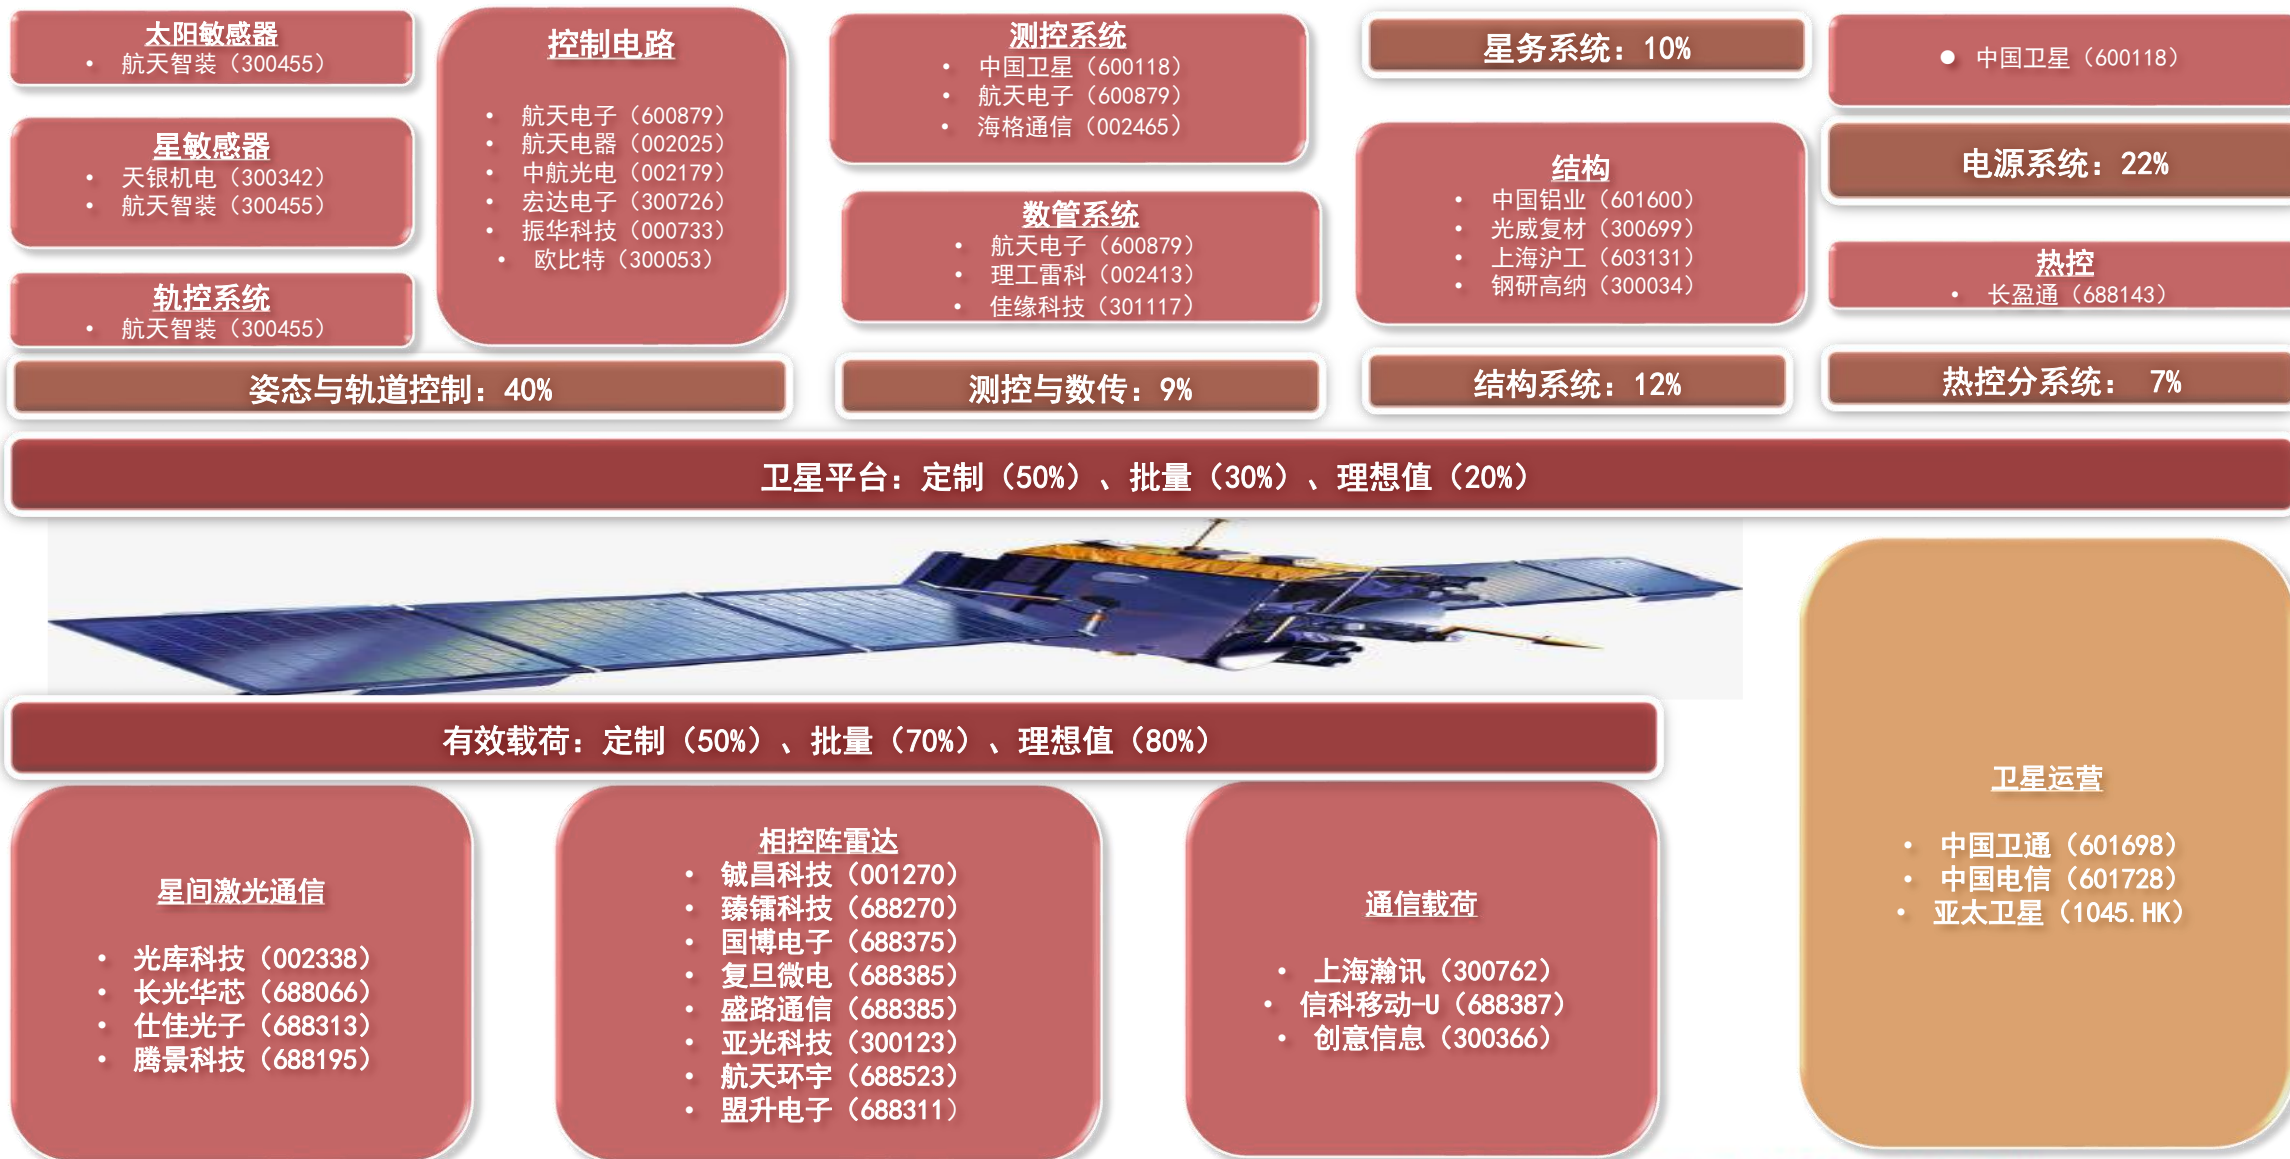 太阳敏感器
• 航天智装（300455）
星敏感器
• 天银机电（300342）
• 航天智装（300455）
轨控系统
• 航天智装（300455）
控制电路
• 航天电子（600879）
• 航天电器（002025）
• 中航光电（002179）
• 宏达电子（300726）
• 振华科技（000733）
• 欧比特（300053）
姿态与轨道控制：40%
测控系统
• 中国卫星（600118）
• 航天电子（600879）
• 海格通信（002465）
数管系统
• 航天电子（600879）
• 理工雷科（002413）
• 佳缘科技（301117）
测控与数传：9%
星务系统：10%
结构
• 中国铝业（601600）
• 光威复材（300699）
• 上海沪工（603131）
• 钢研高纳（300034）
结构系统：12%
● 中国卫星（600118）
电源系统：22%
热控
• 长盈通（688143）
热控分系统： 7%
卫星平台：定制（50%）、批量（30%）、理想值（20%）
有效载荷：定制（50%）、批量（70%）、理想值（80%）
星间激光通信
• 光库科技（002338）
• 长光华芯（688066）
• 仕佳光子（688313）
• 腾景科技（688195）
相控阵雷达
• 铖昌科技（001270）
• 臻镭科技（688270）
• 国博电子（688375）
• 复旦微电（688385）
• 盛路通信（688385）
• 亚光科技（300123）
• 航天环宇（688523）
• 盟升电子（688311）
通信载荷
• 上海瀚讯（300762）
• 信科移动-U（688387）
• 创意信息（300366）
卫星运营
• 中国卫通（601698）
• 中国电信（601728）
• 亚太卫星（1045.HK）